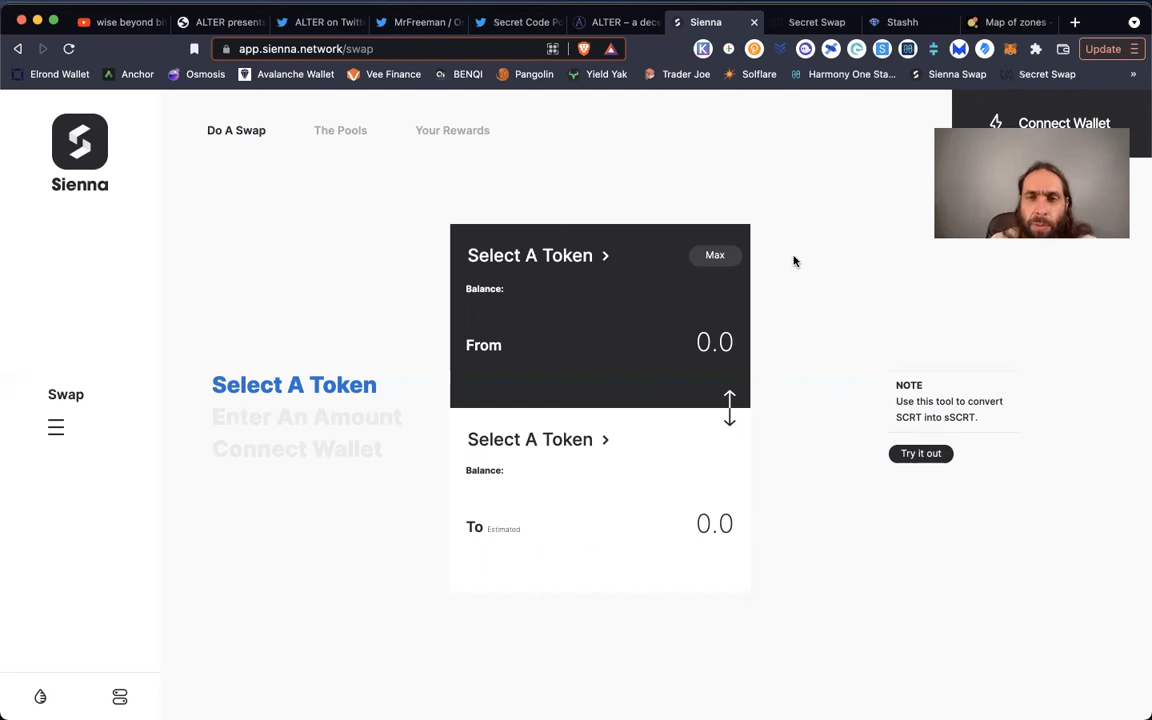 wise beyond bi
ALTER present
ALTER on Twitt
MrFreeman / O
Secret Code Po
ALTER – a dece
Sienna
Secret Swap
Stashh
Map of zones -
app.sienna.network/swap
Update
Elrond Wallet
Anchor
Osmosis
Avalanche Wallet
Vee Finance
BENQI
Pangolin
Yield Yak
Trader Joe
Solflare
Harmony One Sta...
Sienna Swap
Secret Swap
»
Sienna
Do A Swap
The Pools
Your Rewards
Connect Wallet
Select A Token
Max
Balance:
From
0.0
Select A Token
Enter An Amount
Connect Wallet
Select A Token
Balance:
To Estimated
0.0
Swap
NOTE
Use this tool to convert
SCRT into sSCRT.
Try it out